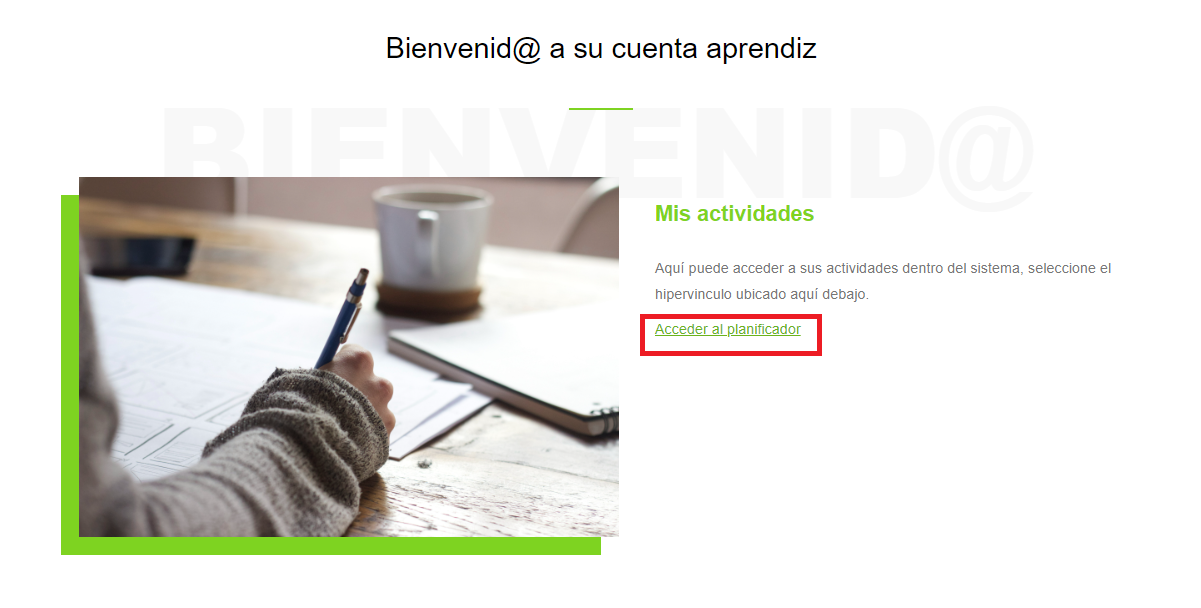 Bienvenid@ a su cuenta aprendiz
BIENVENID@
Mis actividades
Aquí puede acceder a sus actividades dentro del sistema, seleccione el
hipervinculo ubicado aquí debajo.
Acceder al planificador